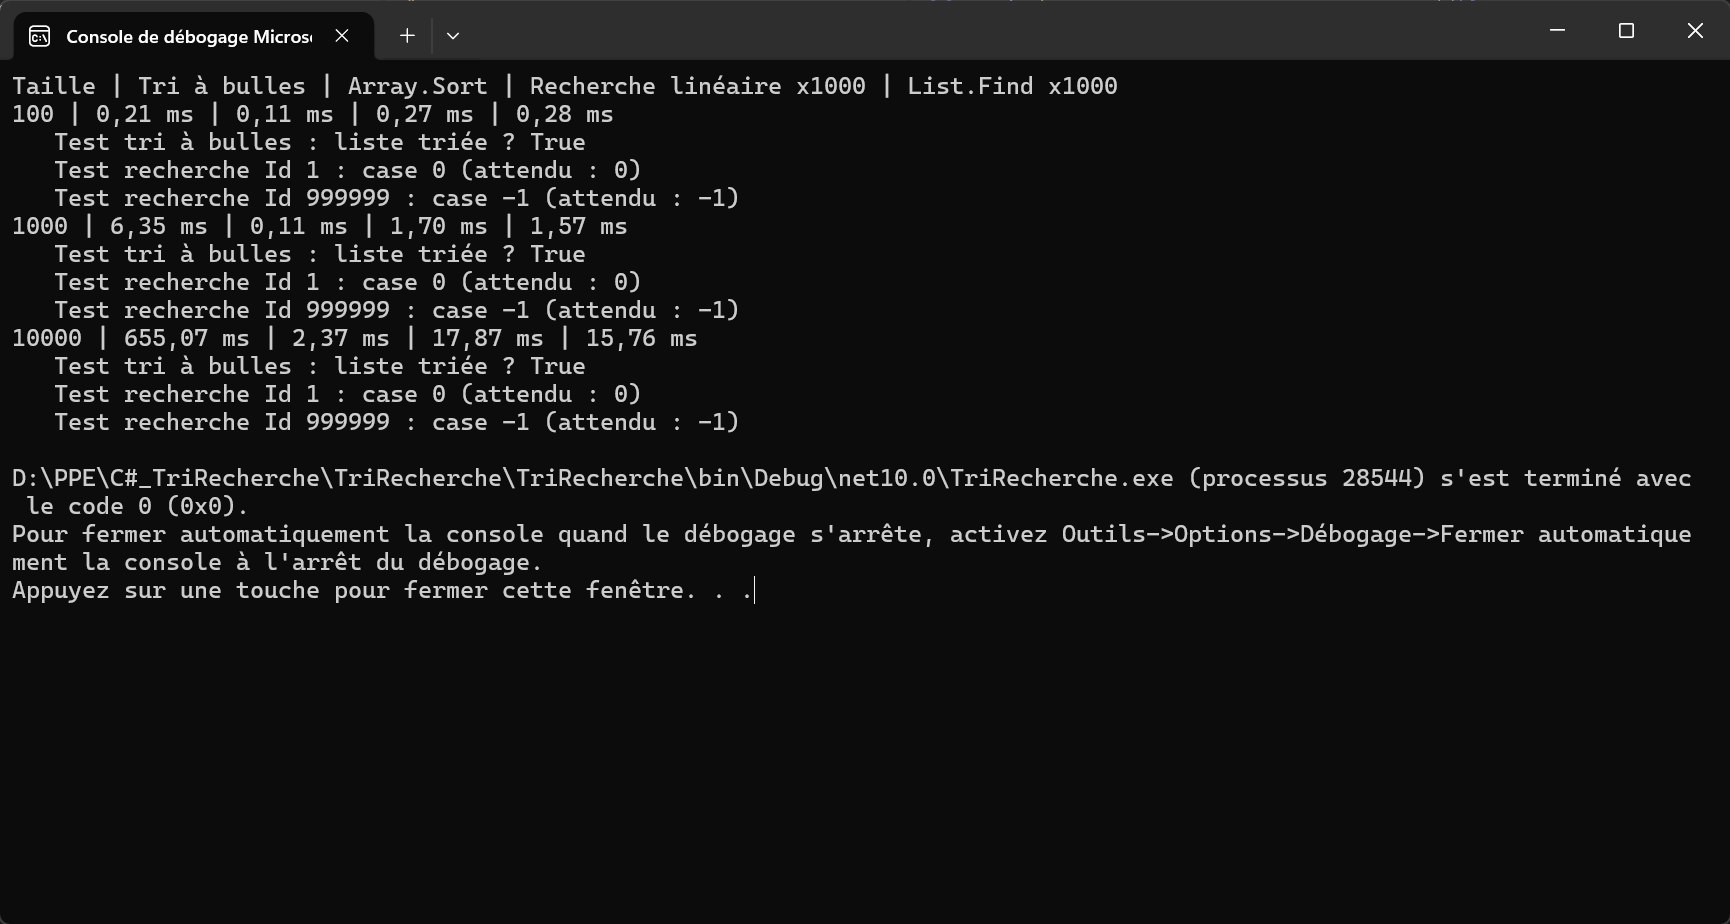 Console de débogage Micros
Taille | Tri à bulles | Array.Sort | Recherche linéaire x1000 | List.Find x1000
100 | 0,21 ms | 0,11 ms | 0,27 ms | 0,28 ms
   Test tri à bulles : liste triée ? True
   Test recherche Id 1 : case 0 (attendu : 0)
   Test recherche Id 999999 : case -1 (attendu : -1)
1000 | 6,35 ms | 0,11 ms | 1,70 ms | 1,57 ms
   Test tri à bulles : liste triée ? True
   Test recherche Id 1 : case 0 (attendu : 0)
   Test recherche Id 999999 : case -1 (attendu : -1)
10000 | 655,07 ms | 2,37 ms | 17,87 ms | 15,76 ms
   Test tri à bulles : liste triée ? True
   Test recherche Id 1 : case 0 (attendu : 0)
   Test recherche Id 999999 : case -1 (attendu : -1)
D:\PPE\C#_TriRecherche\TriRecherche\TriRecherche\bin\Debug\net10.0\TriRecherche.exe (processus 28544) s'est terminé avec
 le code 0 (0x0).
Pour fermer automatiquement la console quand le débogage s'arrête, activez Outils->Options->Débogage->Fermer automatique
ment la console à l'arrêt du débogage.
Appuyez sur une touche pour fermer cette fenêtre. . .